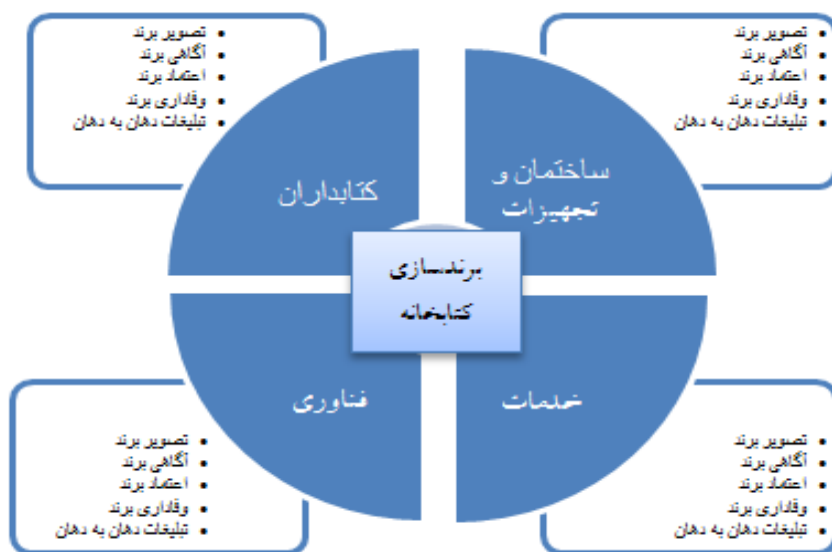 • تصویر برند
• آگاهی برند
• اعتماد برند
• وفاداری برند
• تبلیغات دهان به دهان
• تصویر برند
• آگاهی برند
• اعتماد برند
• وفاداری برند
• تبلیغات دهان به دهان
ساختمان و
تجهیزات
کتابداران
برندسازی
کتابخانه
خدمات
فناوری
• تصویر برند
• آگاهی برند
• اعتماد برند
• وفاداری برند
• تبلیغات دهان به دهان
• تصویر برند
• آگاهی برند
• اعتماد برند
• وفاداری برند
• تبلیغات دهان به دهان